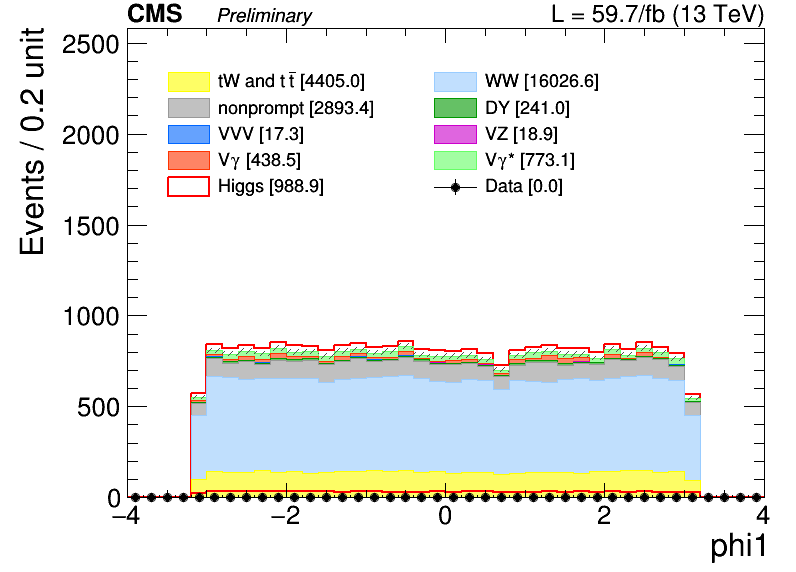 CMS Preliminary L = 59.7/fb (13 TeV)
Events / 0.2 unit
2500
2000
1500
1000
500
0
tW and t t̅ [4405.0] WW [16026.6]
nonprompt [2893.4] DY [241.0]
VVV [17.3] VZ [18.9]
Vγ [438.5] Vγ* [773.1]
Higgs [988.9] Data [0.0]
−4 −2 0 2 4
phi1